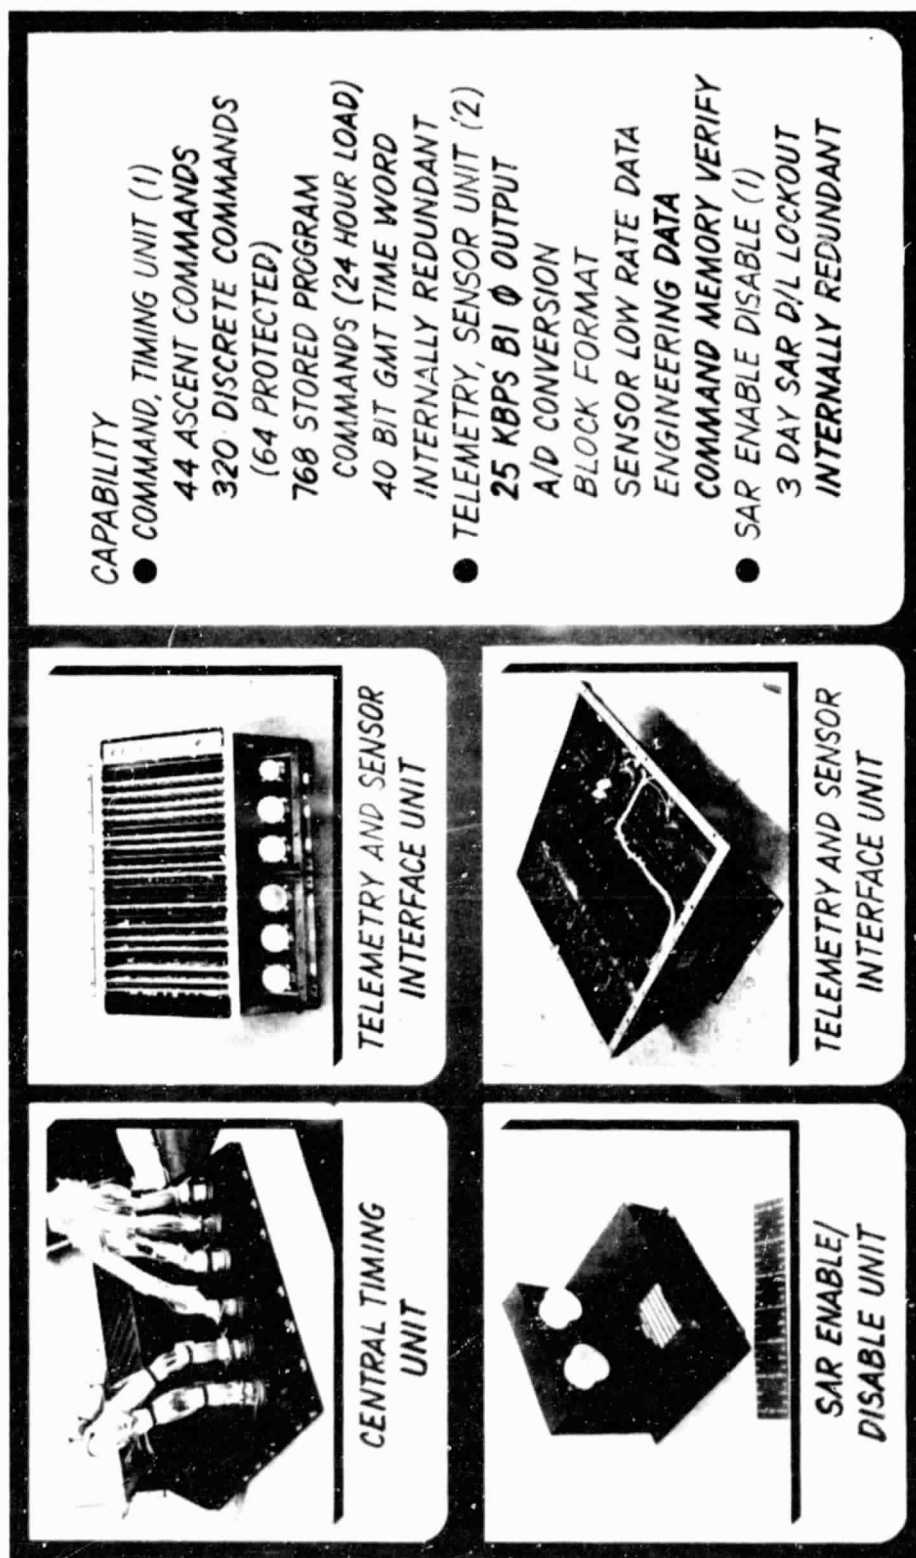 CENTRAL TIMING
UNIT
TELEMETRY AND SENSOR
INTERFACE UNIT
SAR ENABLE/
DISABLE UNIT
TELEMETRY AND SENSOR
INTERFACE UNIT
CAPABILITY
● COMMAND, TIMING UNIT (1)
44 ASCENT COMMANDS
320 DISCRETE COMMANDS
(64 PROTECTED)
768 STORED PROGRAM
COMMANDS (24 HOUR LOAD)
40 BIT GMT TIME WORD
INTERNALLY REDUNDANT
● TELEMETRY, SENSOR UNIT (2)
25 KBPS BI Φ OUTPUT
A/D CONVERSION
BLOCK FORMAT
SENSOR LOW RATE DATA
ENGINEERING DATA
COMMAND MEMORY VERIFY
● SAR ENABLE DISABLE (1)
3 DAY SAR D/L LOCKOUT
INTERNALLY REDUNDANT